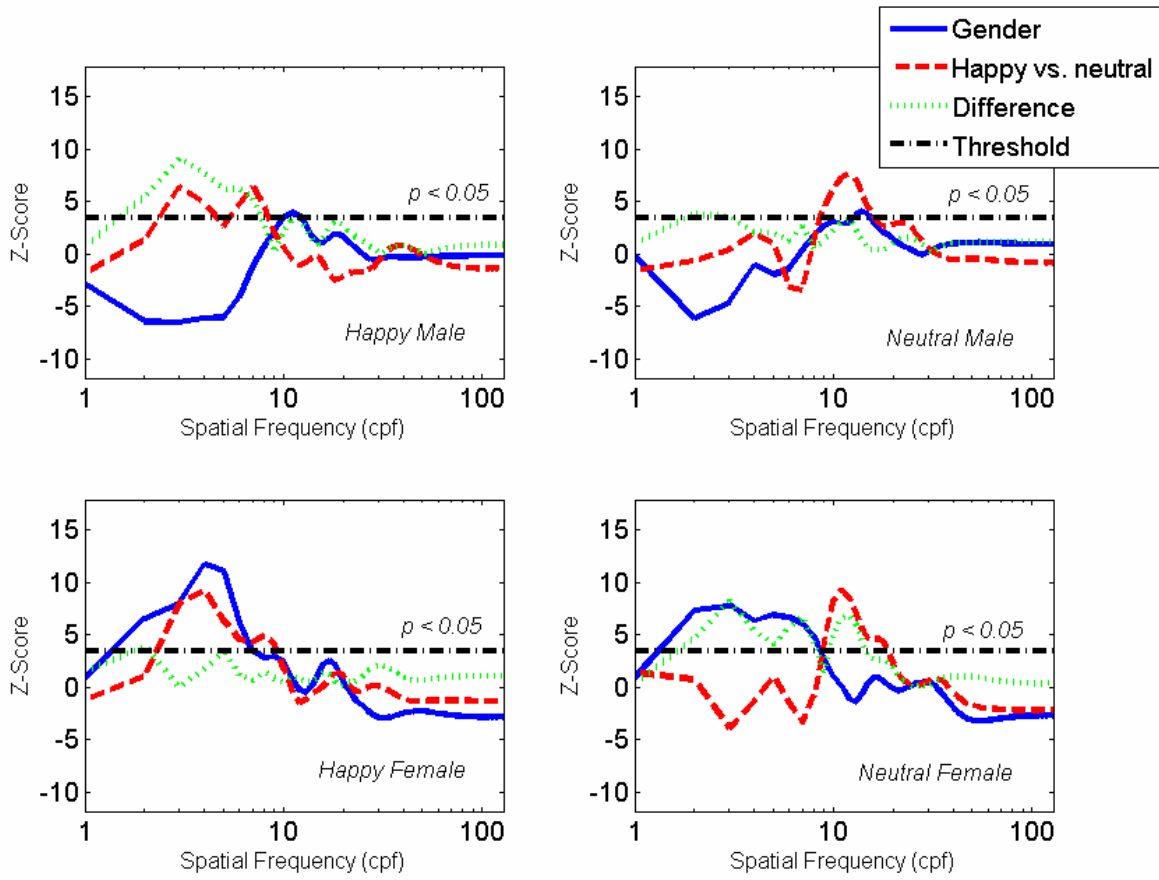 Gender
Happy vs. neutral
Difference
Threshold
15
10
5
0
-5
-10
Z-Score
p < 0.05
Happy Male
1
10
100
Spatial Frequency (cpf)
15
10
5
0
-5
-10
Z-Score
p < 0.05
Neutral Male
1
10
100
Spatial Frequency (cpf)
15
10
5
0
-5
-10
Z-Score
p < 0.05
Happy Female
1
10
100
Spatial Frequency (cpf)
15
10
5
0
-5
-10
Z-Score
p < 0.05
Neutral Female
1
10
100
Spatial Frequency (cpf)